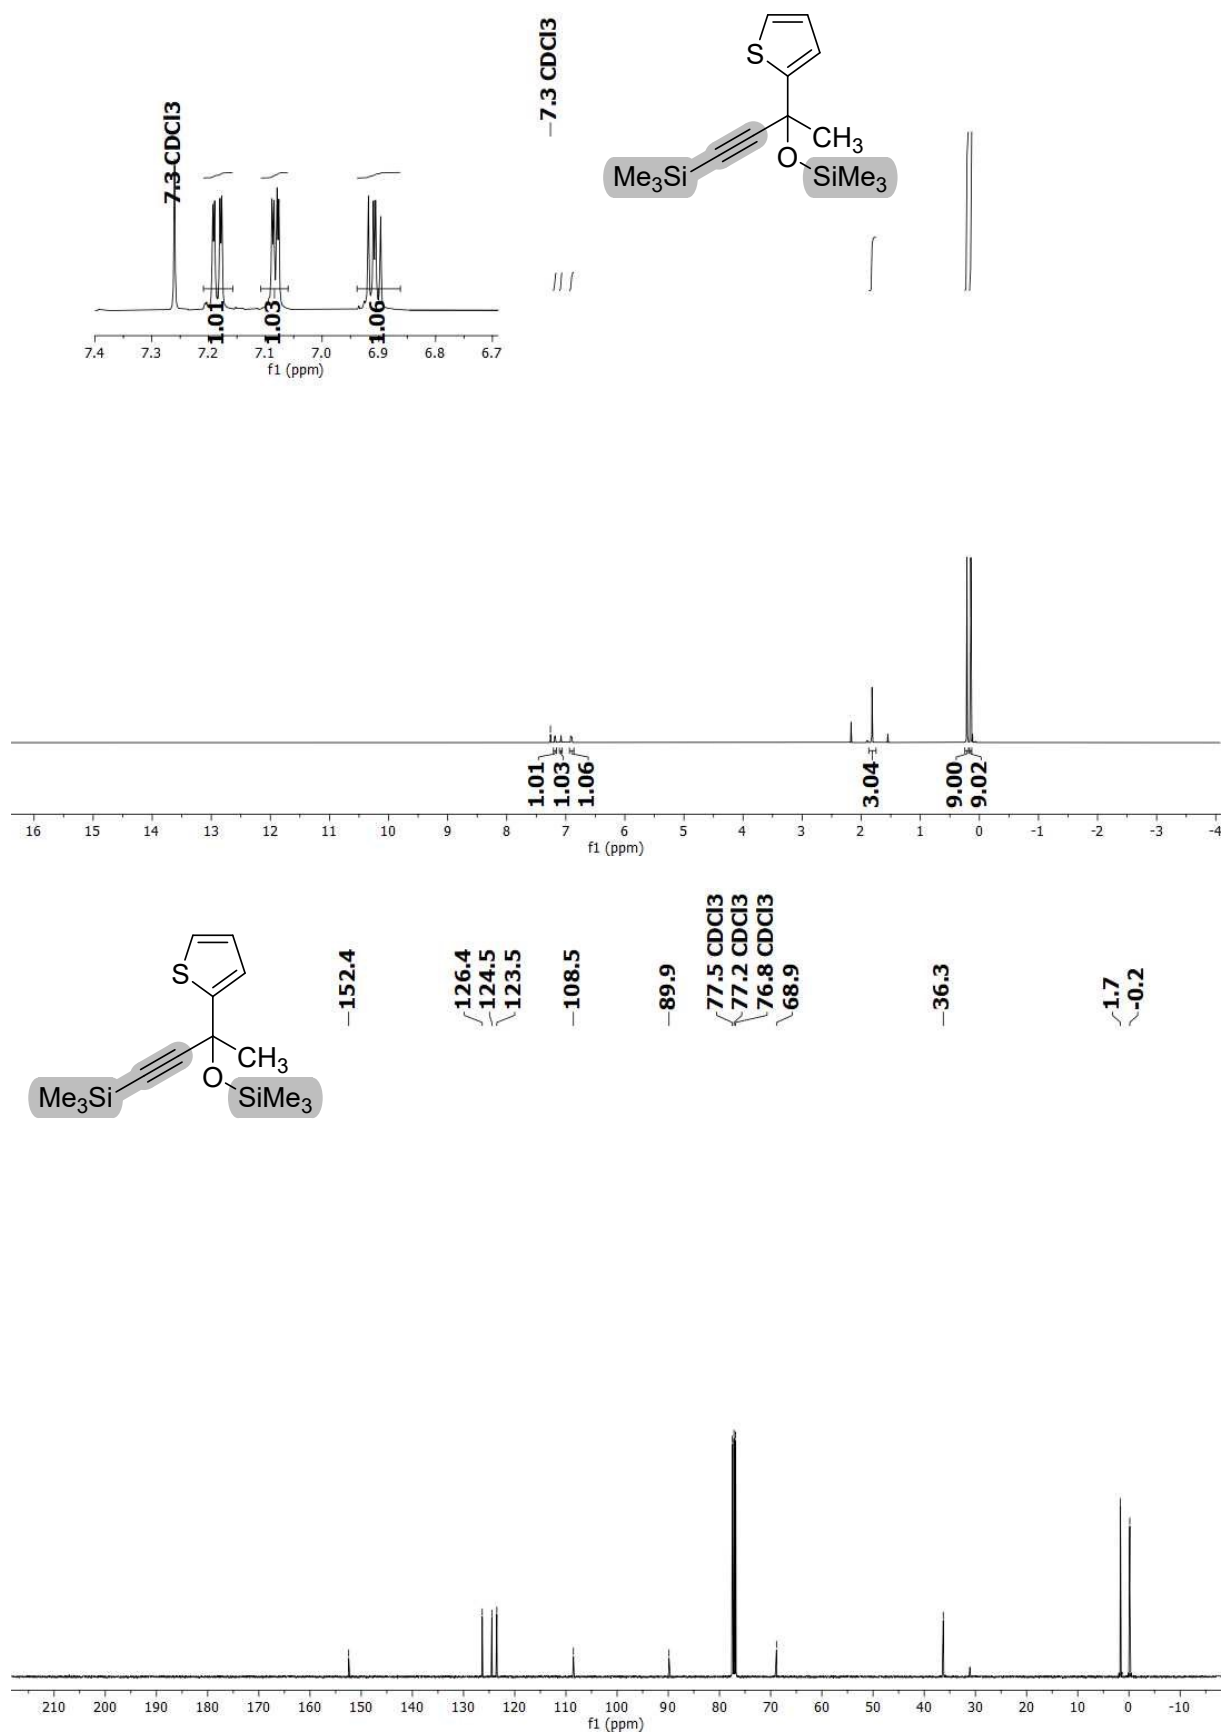 7.3 CDCl3
1.01
1.03
1.06
7.4 7.3 7.2 7.1 7.0 6.9 6.8 6.7
f1 (ppm)
7.3 CDCl3
S
CH3
O
Me3Si
SiMe3
1.01
1.03
1.06
3.04
9.00
9.02
16 15 14 13 12 11 10 9 8 7 6 5 4 3 2 1 0 -1 -2 -3 -4
f1 (ppm)
S
CH3
O
Me3Si
SiMe3
152.4
126.4
124.5
123.5
108.5
89.9
77.5 CDCl3
77.2 CDCl3
76.8 CDCl3
68.9
36.3
1.7
-0.2
210 200 190 180 170 160 150 140 130 120 110 100 90 80 70 60 50 40 30 20 10 0 -10
f1 (ppm)